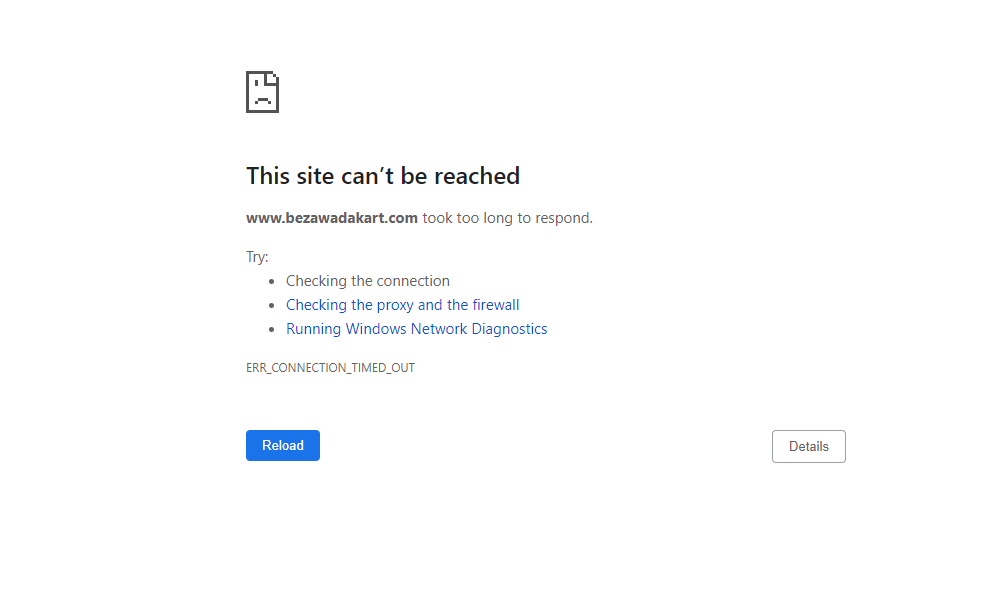 This site can’t be reached
www.bezawadakart.com took too long to respond.
Try:
• Checking the connection
• Checking the proxy and the firewall
• Running Windows Network Diagnostics
ERR_CONNECTION_TIMED_OUT
Reload
Details